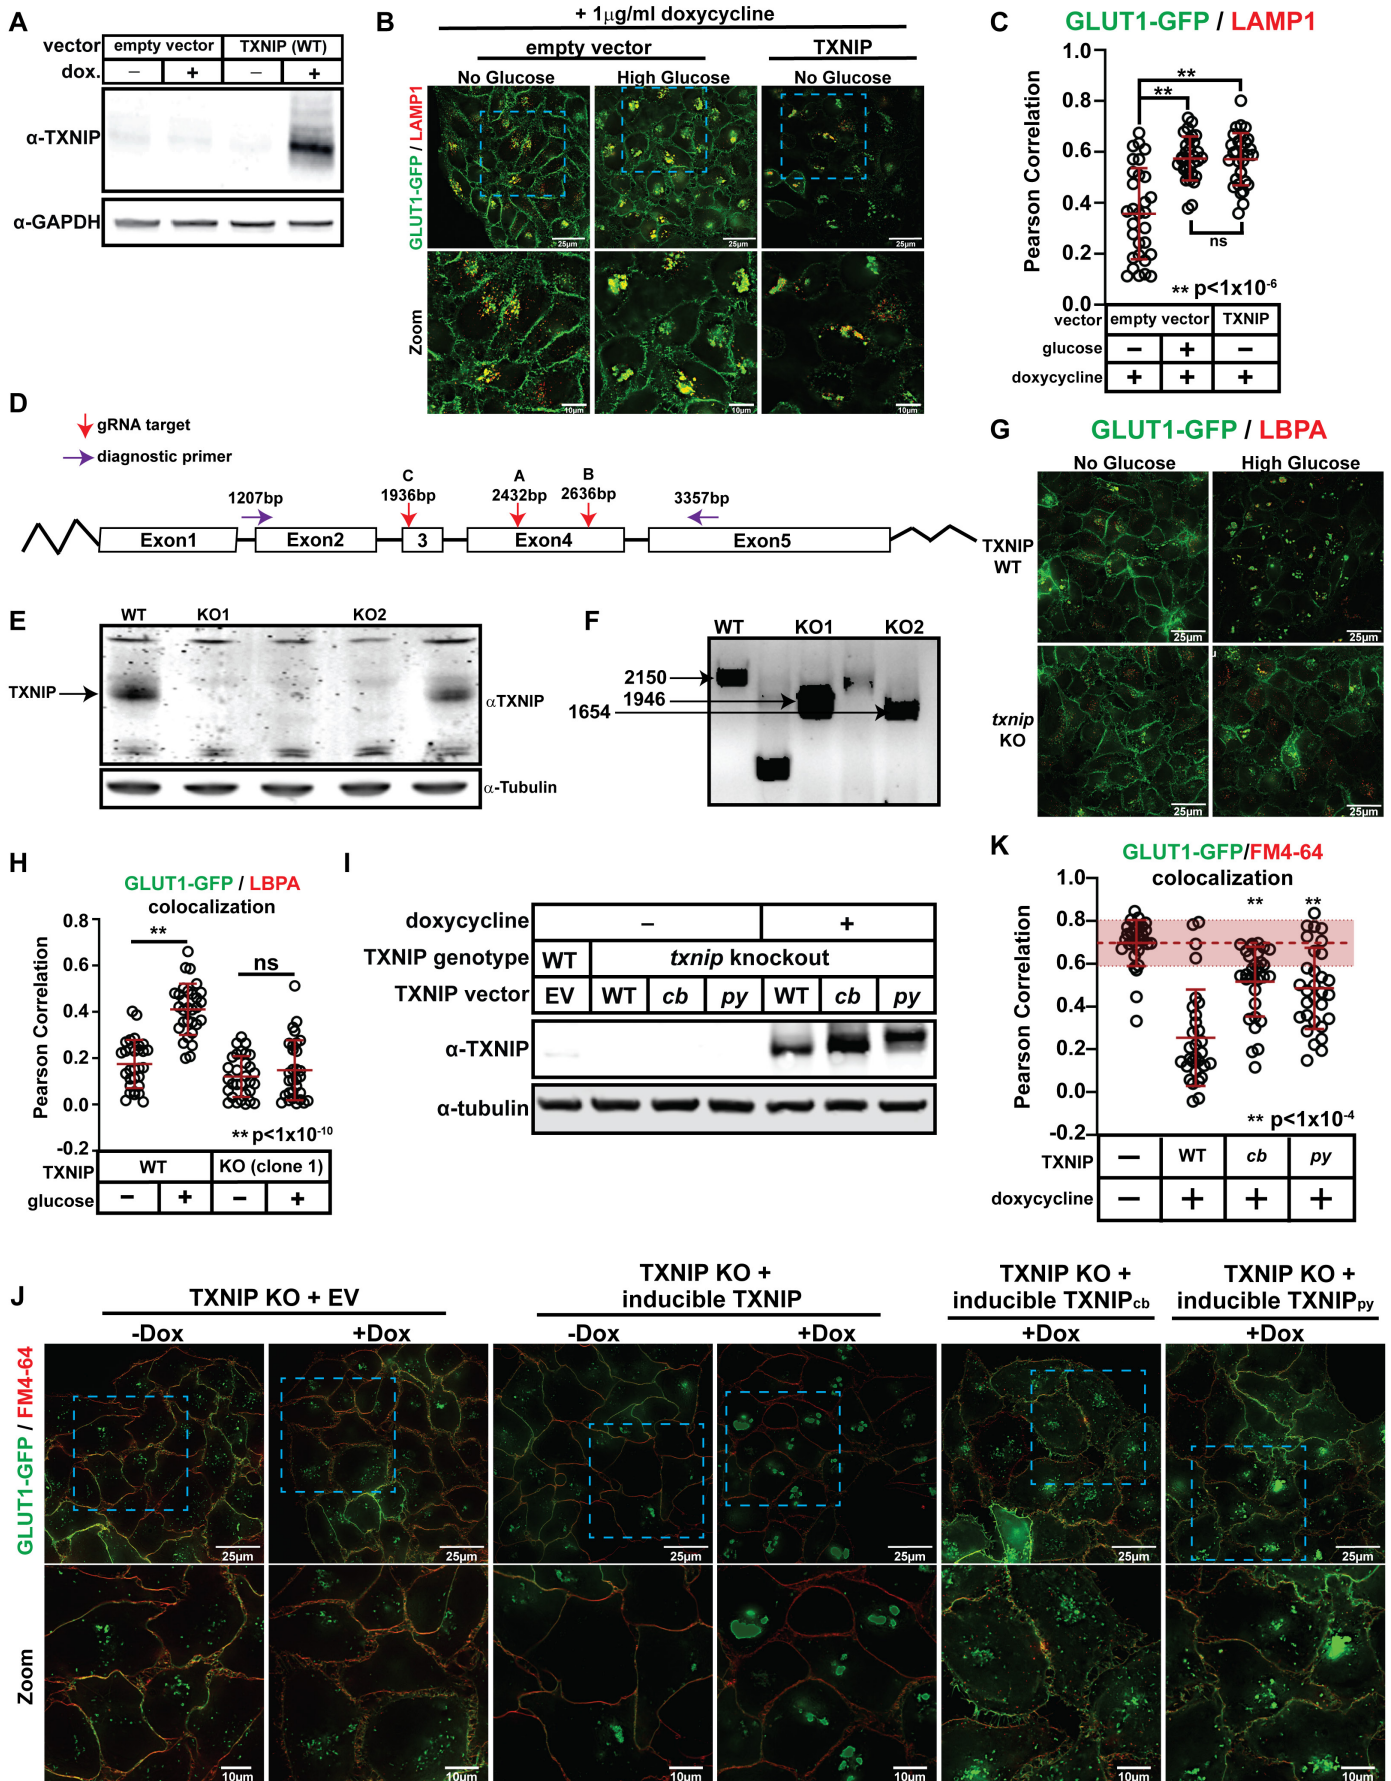 A
vector empty vector TXNIP (WT)
dox. – + – +
α-TXNIP
α-GAPDH
B
+ 1μg/ml doxycycline
empty vector TXNIP
No Glucose High Glucose No Glucose
GLUT1-GFP / LAMP1
25μm 25μm 25μm
Zoom
10μm 10μm 10μm
C
GLUT1-GFP / LAMP1
Pearson Correlation
1.0
0.8
0.6
0.4
0.2
0.0
**
**
ns
** p<1x10-6
vector empty vector TXNIP
glucose – + –
doxycycline + + +
D
gRNA target
diagnostic primer
1207bp
C
1936bp
A
2432bp
B
2636bp
3357bp
Exon1 Exon2 3 Exon4 Exon5
E
WT KO1 KO2
TXNIP
αTXNIP
α-Tubulin
F
WT KO1 KO2
2150
1946
1654
G
GLUT1-GFP / LBPA
No Glucose High Glucose
TXNIP
WT
25μm 25μm
txnip
KO
25μm 25μm
H
GLUT1-GFP / LBPA
colocalization
Pearson Correlation
0.8
0.6
0.4
0.2
0.0
-0.2
**
ns
** p<1x10-10
TXNIP WT KO (clone 1)
glucose – + – +
I
doxycycline – +
TXNIP genotype WT txnip knockout
TXNIP vector EV WT cb py WT cb py
α-TXNIP
α-tubulin
K
GLUT1-GFP/FM4-64
colocalization
Pearson Correlation
1.0
0.8
0.6
0.4
0.2
0.0
-0.2
** **
** p<1x10-4
TXNIP – WT cb py
doxycycline – + + +
J
TXNIP KO + EV
TXNIP KO +
inducible TXNIP
TXNIP KO +
inducible TXNIPcb
TXNIP KO +
inducible TXNIPpy
-Dox +Dox -Dox +Dox +Dox +Dox
GLUT1-GFP / FM4-64
25μm 25μm 25μm 25μm 25μm 25μm
Zoom
10μm 10μm 10μm 10μm 10μm 10μm